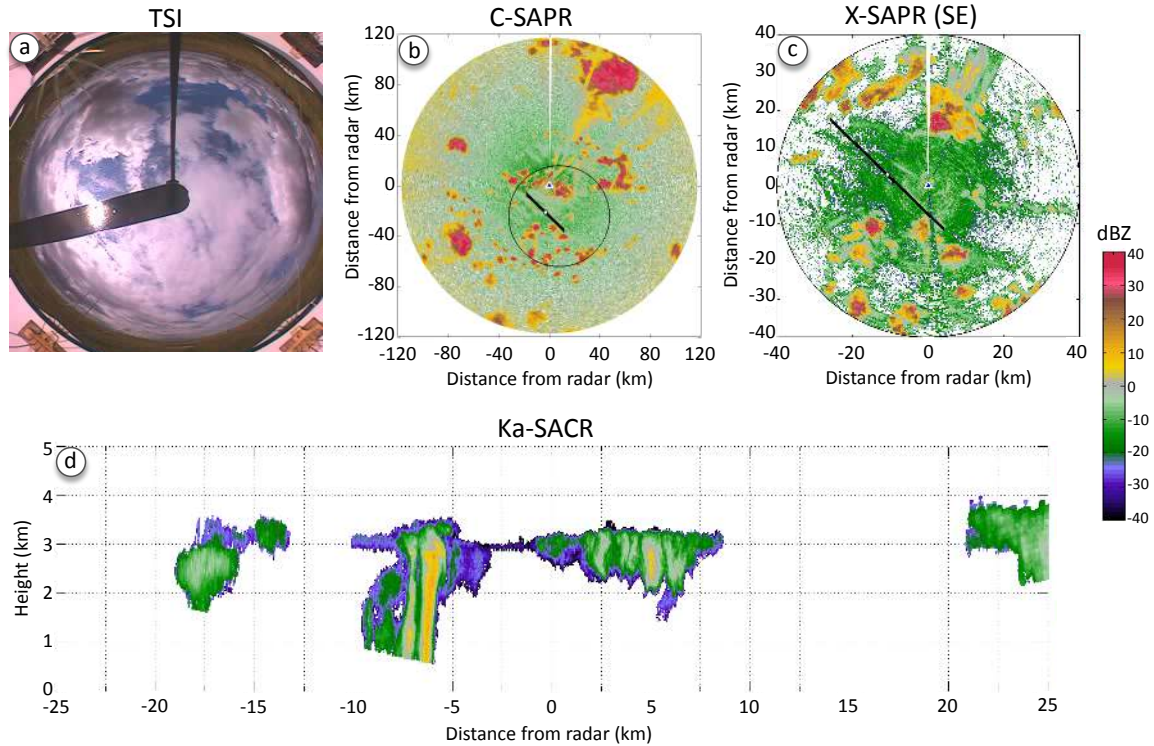 TSI
C-SAPR
X-SAPR (SE)
a
b
c
Distance from radar (km)
120
80
40
0
-40
-80
-120
-120 -80 -40 0 40 80 120
Distance from radar (km)
Distance from radar (km)
40
30
20
10
0
-10
-20
-30
-40
-40 -20 0 20 40
Distance from radar (km)
dBZ
40
30
20
10
0
-10
-20
-30
-40
Ka-SACR
d
Height (km)
5
4
3
2
1
0
-25 -20 -15 -10 -5 0 5 10 15 20 25
Distance from radar (km)